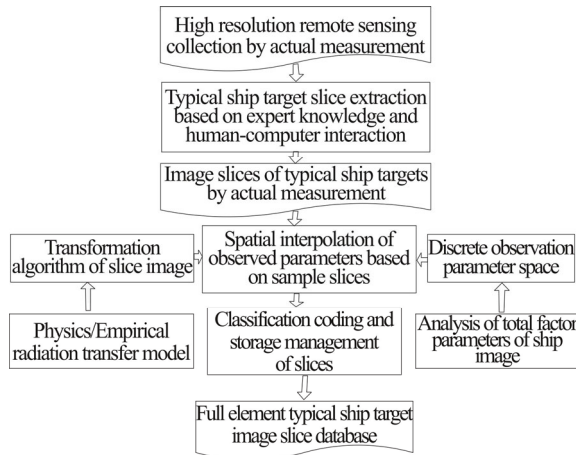 High resolution remote sensing
collection by actual measurement
Typical ship target slice extraction
based on expert knowledge and
human-computer interaction
Image slices of typical ship targets
by actual measurement
Transformation
algorithm of slice image
Spatial interpolation of
observed parameters based
on sample slices
Discrete observation
parameter space
Physics/Empirical
radiation transfer model
Classification coding and
storage management
of slices
Analysis of total factor
parameters of ship
image
Full element typical ship target
image slice database